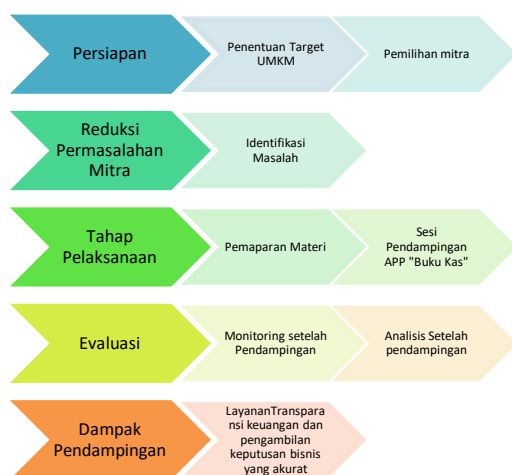 Persiapan
Penentuan Target
UMKM
Pemilihan mitra
Reduksi
Permasalahan
Mitra
Identifikasi
Masalah
Tahap
Pelaksanaan
Pemaparan Materi
Sesi
Pendampingan
APP "Buku Kas"
Evaluasi
Monitoring setelah
Pendampingan
Analisis Setelah
pendampingan
Dampak
Pendampingan
LayananTranspara
nsi keuangan dan
pengambilan
keputusan bisnis
yang akurat